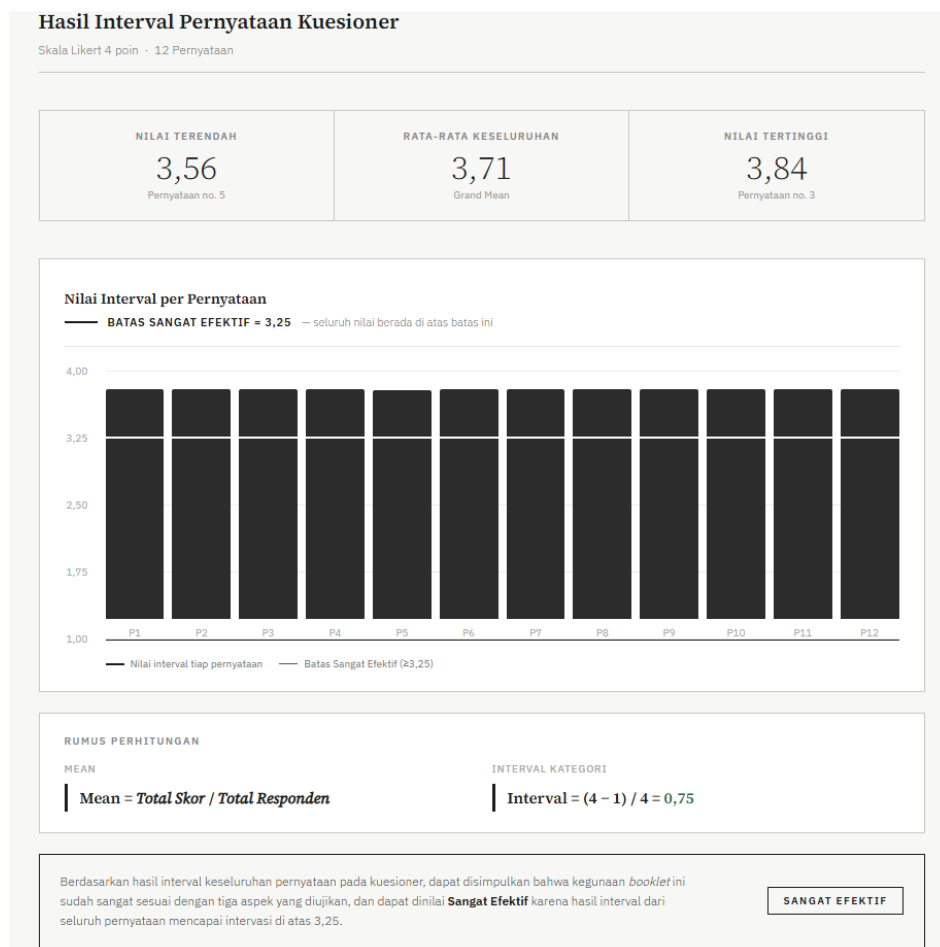 Hasil Interval Pernyataan Kuesioner
Skala Likert 4 poin · 12 Pernyataan
NILAI TERENDAH
3,56
Pernyataan no. 5
RATA-RATA KESELURUHAN
3,71
Grand Mean
NILAI TERTINGGI
3,84
Pernyataan no. 3
Nilai Interval per Pernyataan
BATAS SANGAT EFEKTIF = 3,25 — seluruh nilai berada di atas batas ini
4,00
3,25
2,50
1,75
1,00
P1 P2 P3 P4 P5 P6 P7 P8 P9 P10 P11 P12
Nilai interval tiap pernyataan Batas Sangat Efektif (≥3,25)
RUMUS PERHITUNGAN
MEAN
Mean = Total Skor / Total Responden
INTERVAL KATEGORI
Interval = (4 − 1) / 4 = 0,75
Berdasarkan hasil interval keseluruhan pernyataan pada kuesioner, dapat disimpulkan bahwa kegunaan booklet ini
sudah sangat sesuai dengan tiga aspek yang diujikan, dan dapat dinilai Sangat Efektif karena hasil interval dari
seluruh pernyataan mencapai intervasi di atas 3,25.
SANGAT EFEKTIF